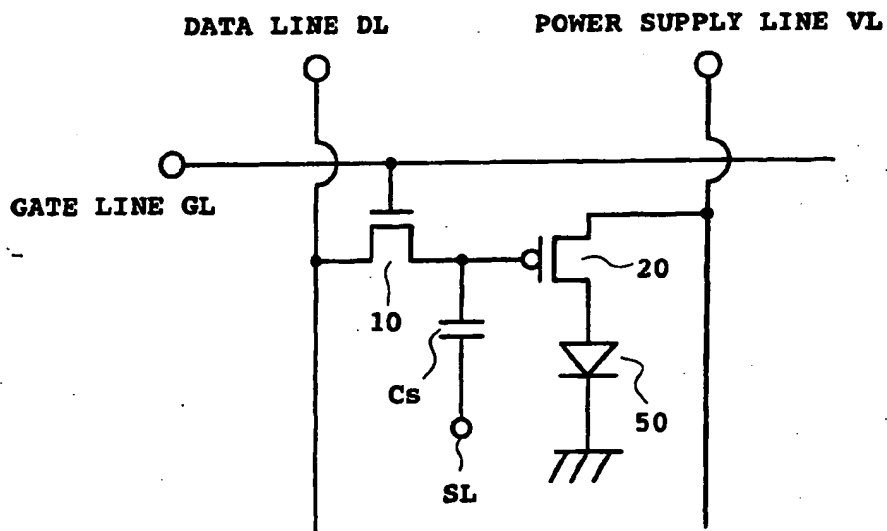 DATA LINE DL
POWER SUPPLY LINE VL
GATE LINE GL
10
20
Cs
50
SL